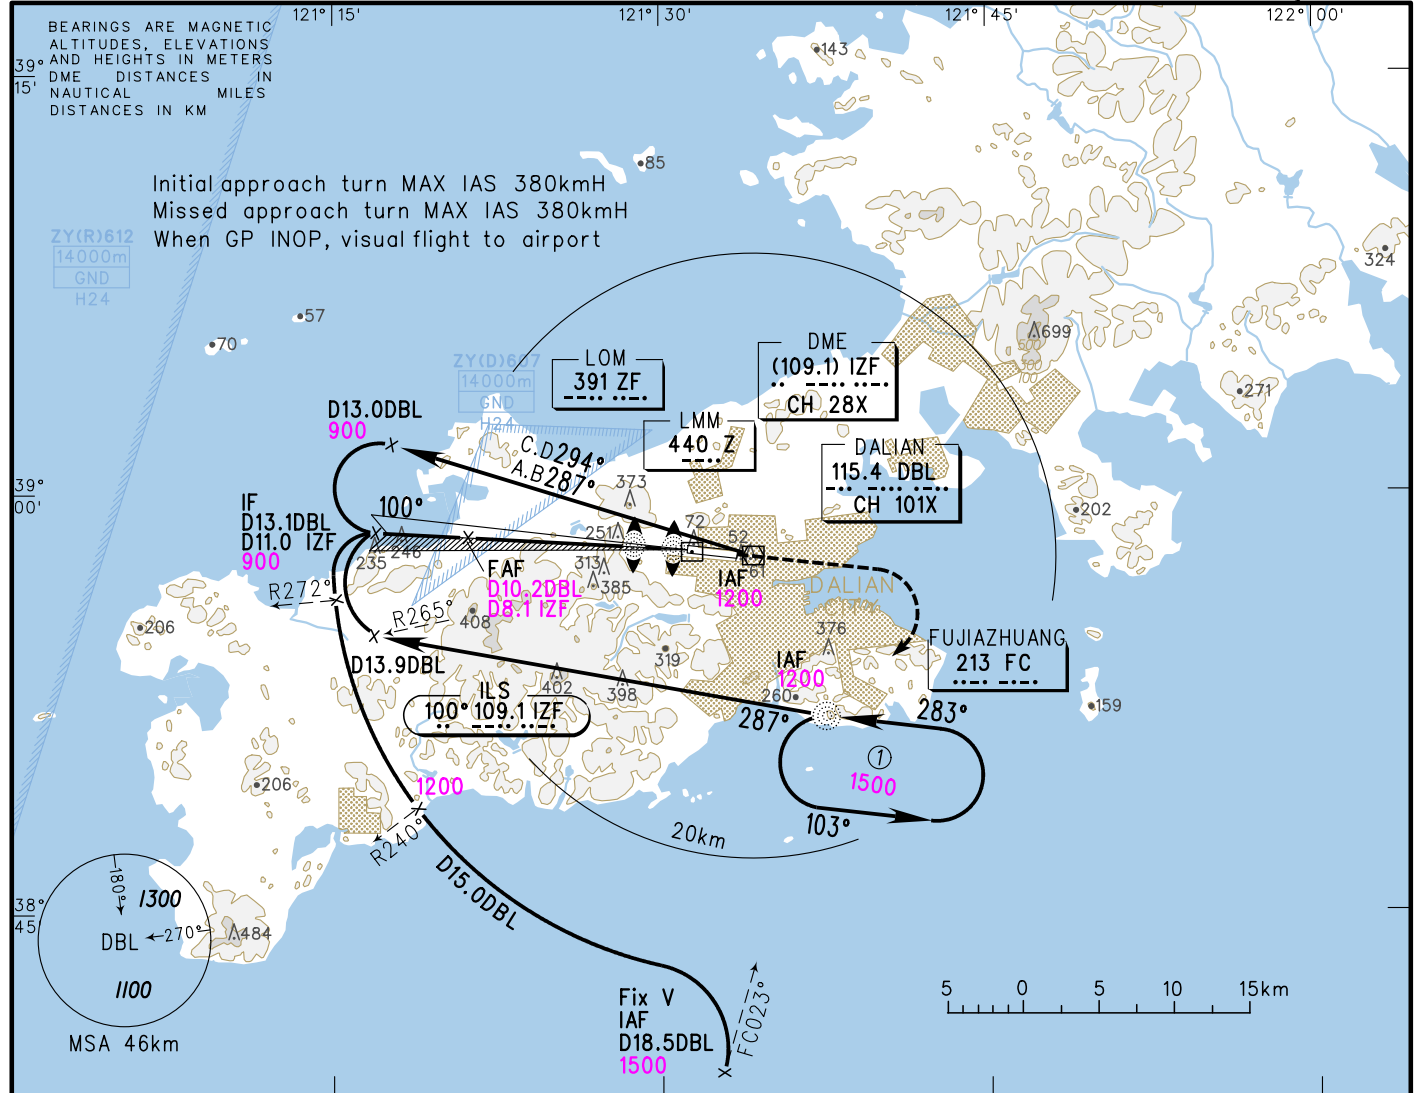 121° 15'
121° 30'
121° 45'
122° 00'
BEARINGS ARE MAGNETIC
ALTITUDES, ELEVATIONS
AND HEIGHTS IN METERS
DME DISTANCES IN
NAUTICAL MILES
DISTANCES IN KM
39°
15'
143
85
Initial approach turn MAX IAS 380kmH
Missed approach turn MAX IAS 380kmH
When GP INOP, visual flight to airport
ZY(R)612
14000m
GND
H24
324
57
70
699
500
300
100
271
ZY(D)607
14000m
GND
H24
LOM
391 ZF
DME
(109.1) IZF
CH 28X
LMM
440 Z
DALIAN
115.4 DBL
CH 101X
D13.0DBL
900
C.D294°
A.B287°
39°
00'
373
202
IF
D13.1DBL
D11.0 IZF
900
100°
251
72
52
61
246
235
313
385
FAF
D10.2DBL
D8.1 IZF
IAF
1200
DALIAN
R272°
R265°
408
206
376
FUJIAZHUANG
213 FC
319
D13.9DBL
IAF
1200
402
398
260
159
ILS
100° 109.1 IZF
287°
283°
1
1500
103°
206
1200
R240°
20km
D15.0DBL
38°
45'
180°
1300
DBL
270°
1100
MSA 46km
484
Fix V
IAF
D18.5DBL
1500
FC023°
5 0 5 10 15km